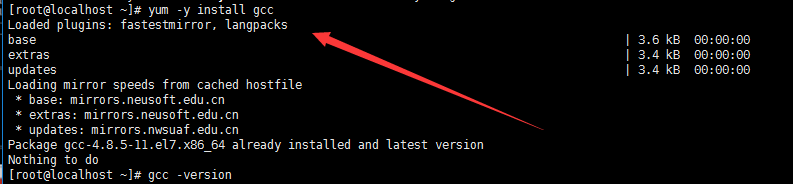 [root@localhost ~]# yum -y install gcc
Loaded plugins: fastestmirror, langpacks
base | 3.6 kB 00:00:00
extras | 3.4 kB 00:00:00
updates | 3.4 kB 00:00:00
Loading mirror speeds from cached hostfile
* base: mirrors.neusoft.edu.cn
* extras: mirrors.neusoft.edu.cn
* updates: mirrors.nwsuaf.edu.cn
Package gcc-4.8.5-11.el7.x86_64 already installed and latest version
Nothing to do
[root@localhost ~]# gcc -version